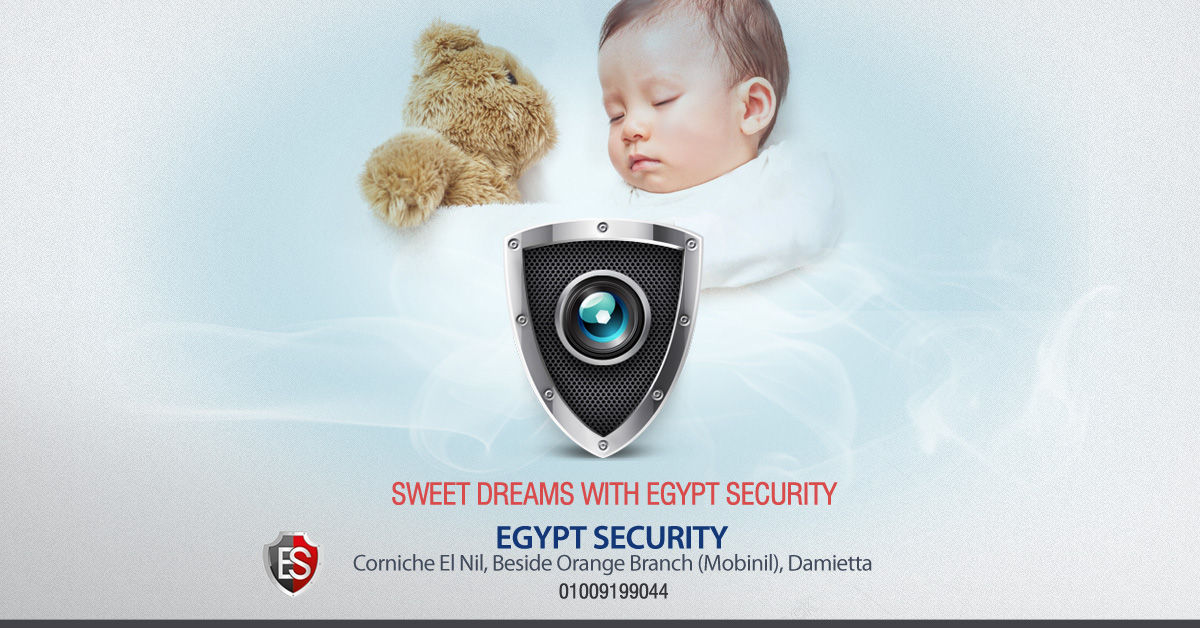 SWEET DREAMS WITH EGYPT SECURITY
EGYPT SECURITY
ES
Corniche El Nil, Beside Orange Branch (Mobinil), Damietta
01009199044